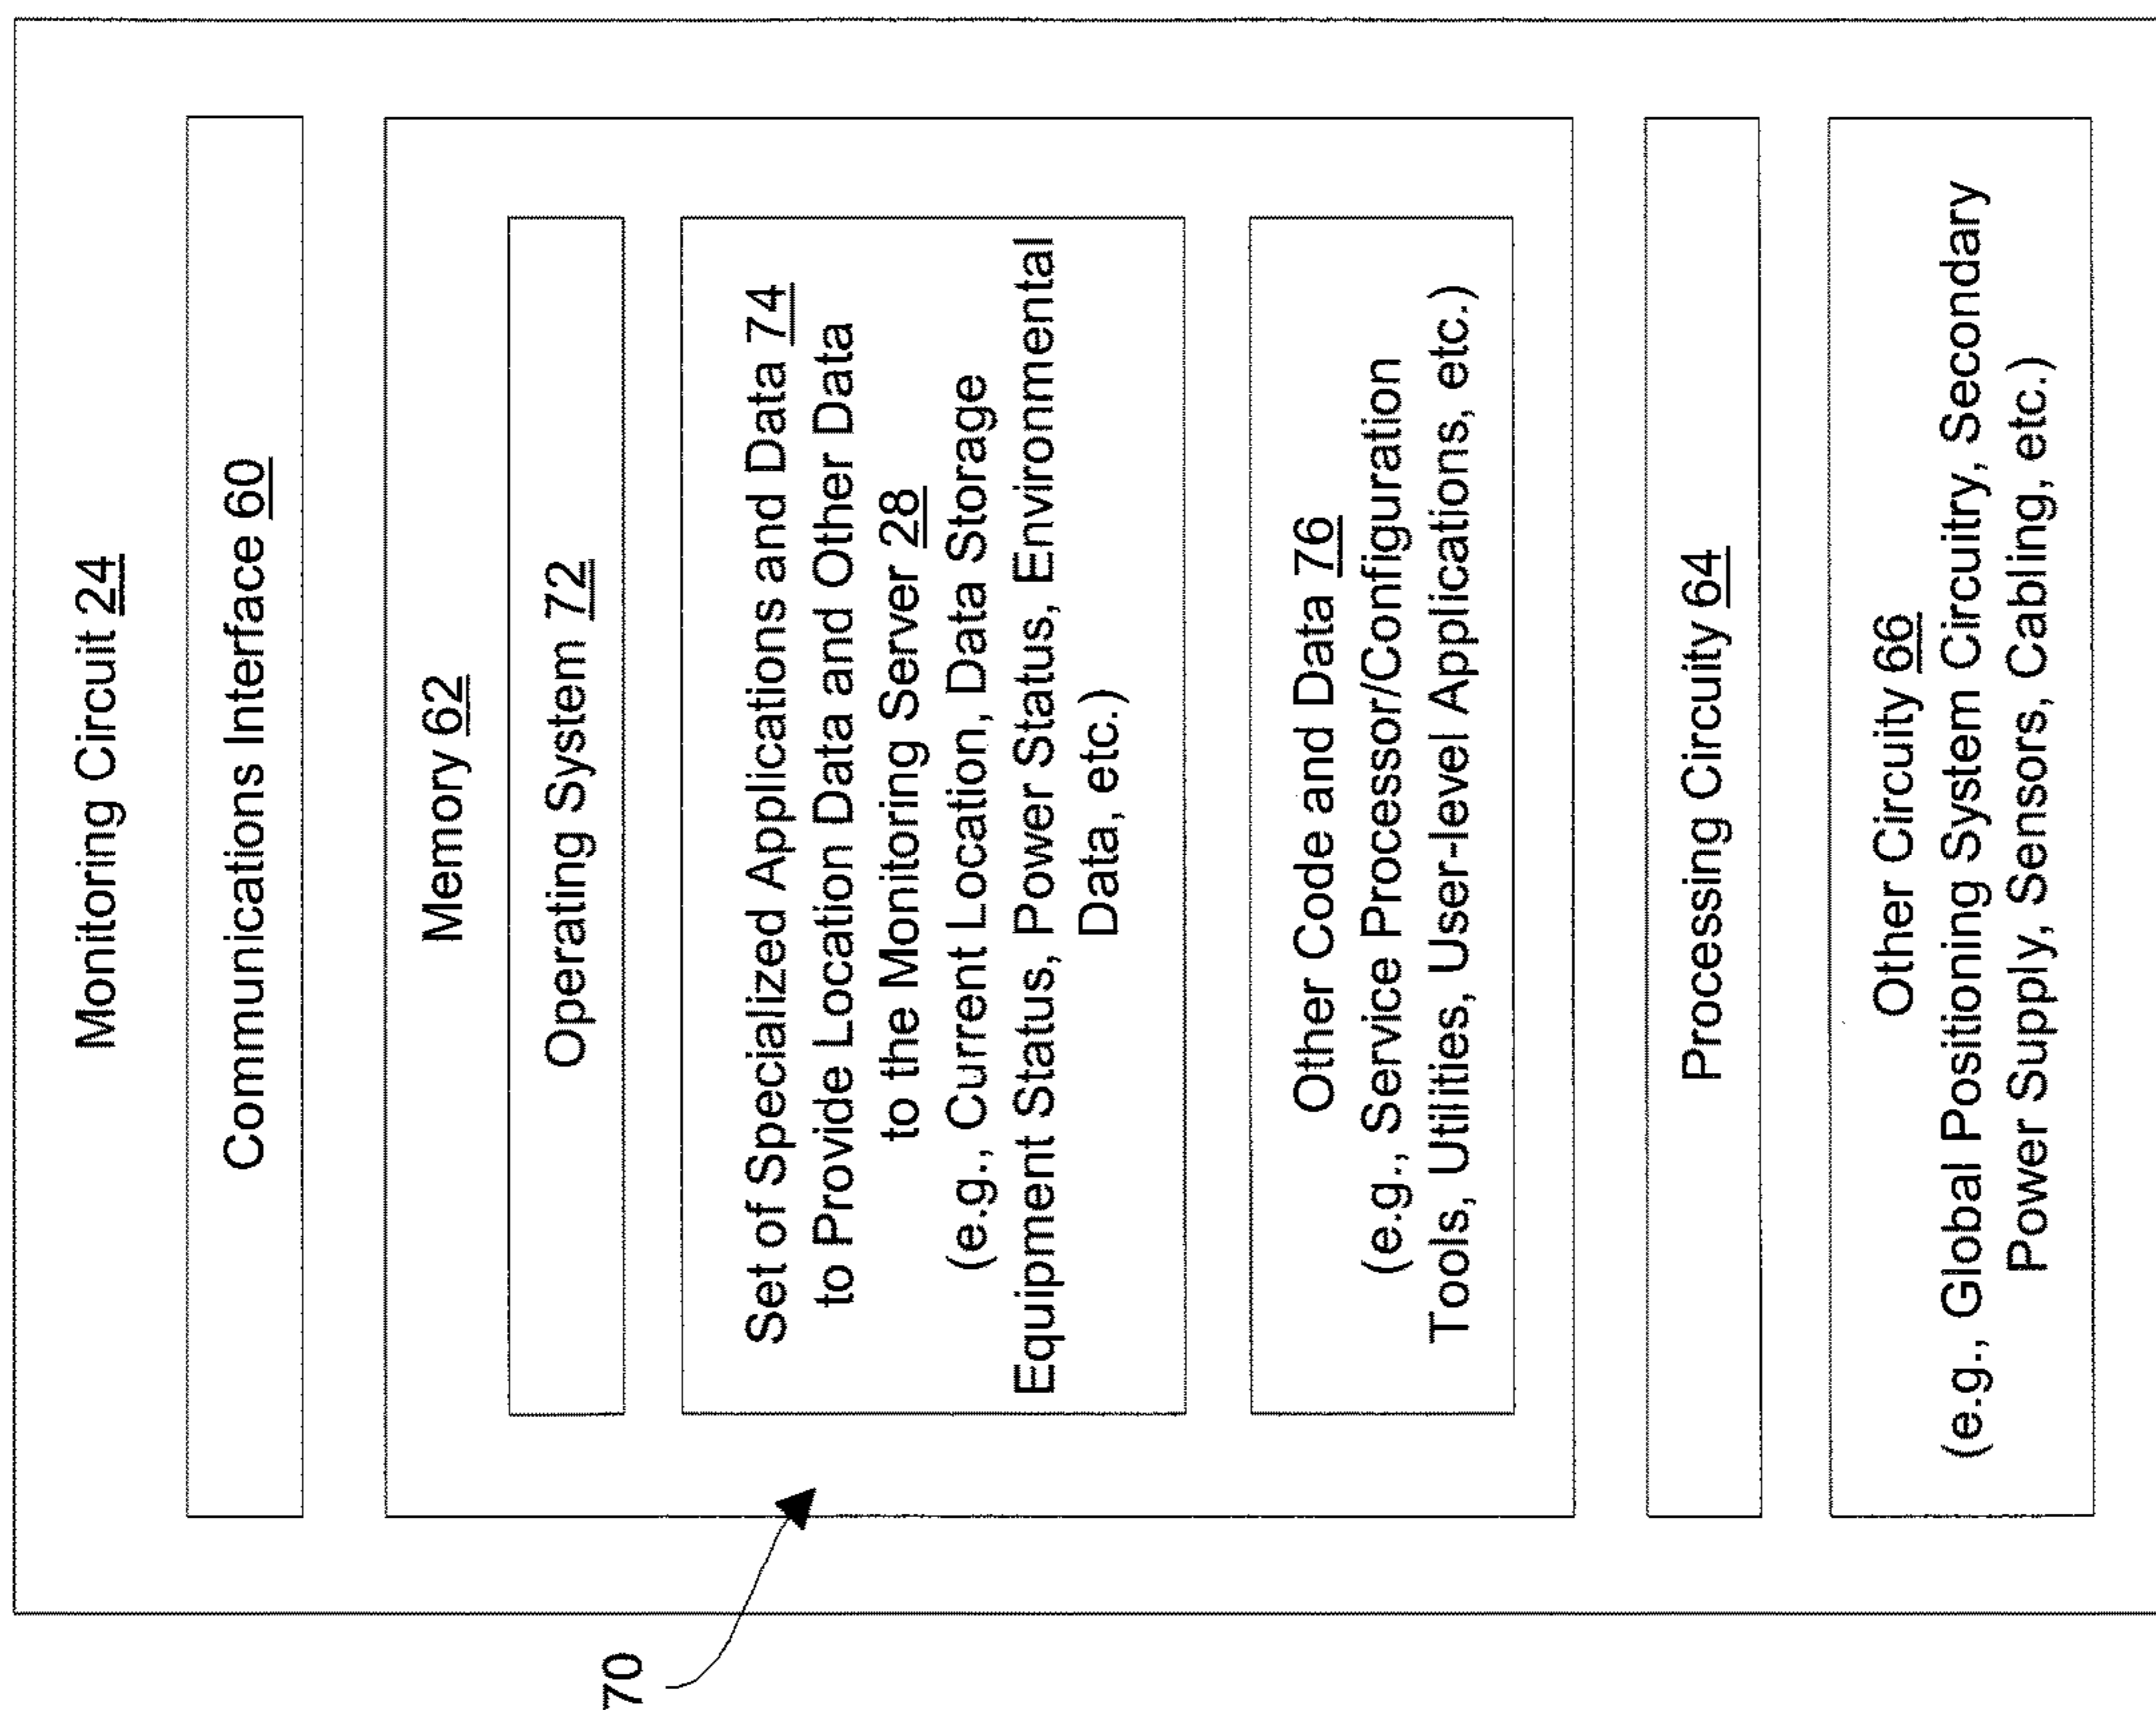 Monitoring Circuit 24
Communications Interface 60
Memory 62
Operating System 72
Set of Specialized Applications and Data 74
to Provide Location Data and Other Data
to the Monitoring Server 28
(e.g., Current Location, Data Storage
Equipment Status, Power Status, Environmental
Data, etc.)
Other Code and Data 76
(e.g., Service Processor/Configuration
Tools, Utilities, User-level Applications, etc.)
Processing Circuity 64
Other Circuity 66
(e.g., Global Positioning System Circuitry, Secondary
Power Supply, Sensors, Cabling, etc.)
70